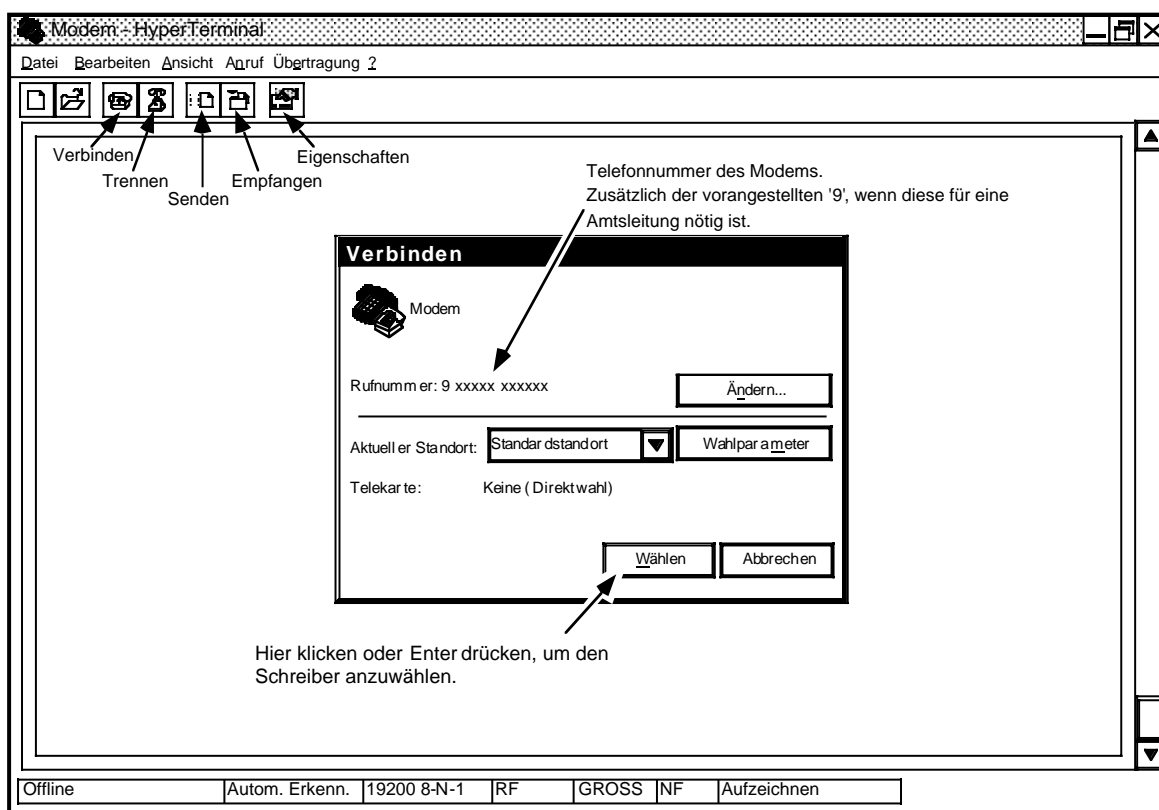 Modem - HyperTerminal
Datei Bearbeiten Ansicht Anruf Übertragung ?
Verbinden
Trennen
Senden
Empfangen
Eigenschaften
Telefonnummer des Modems.
Zusätzlich der vorangestellten '9', wenn diese für eine
Amtsleitung nötig ist.
Verbinden
Modem
Rufnummer: 9 xxxxx xxxxxx
Ändern...
Aktueller Standort: Standardstandort
Wahlparameter
Telekarte: Keine (Direktwahl)
Wählen
Abbrechen
Hier klicken oder Enter drücken, um den
Schreiber anzuwählen.
Offline Autom. Erkenn. 19200 8-N-1 RF GROSS NF Aufzeichnen